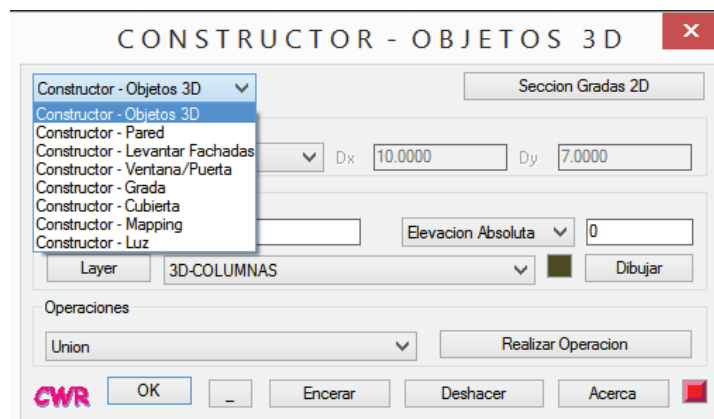 CONSTRUCTOR - OBJETOS 3D
Constructor - Objetos 3D
Seccion Gradas 2D
Constructor - Objetos 3D
Constructor - Pared
Constructor - Levantar Fachadas
Constructor - Ventana/Puerta
Constructor - Grada
Constructor - Cubierta
Constructor - Mapping
Constructor - Luz
Dx 10.0000 Dy 7.0000
Elevacion Absoluta 0
Layer 3D-COLUMNAS Dibujar
Operaciones
Union Realizar Operacion
CWR OK _ Encerar Deshacer Acerca